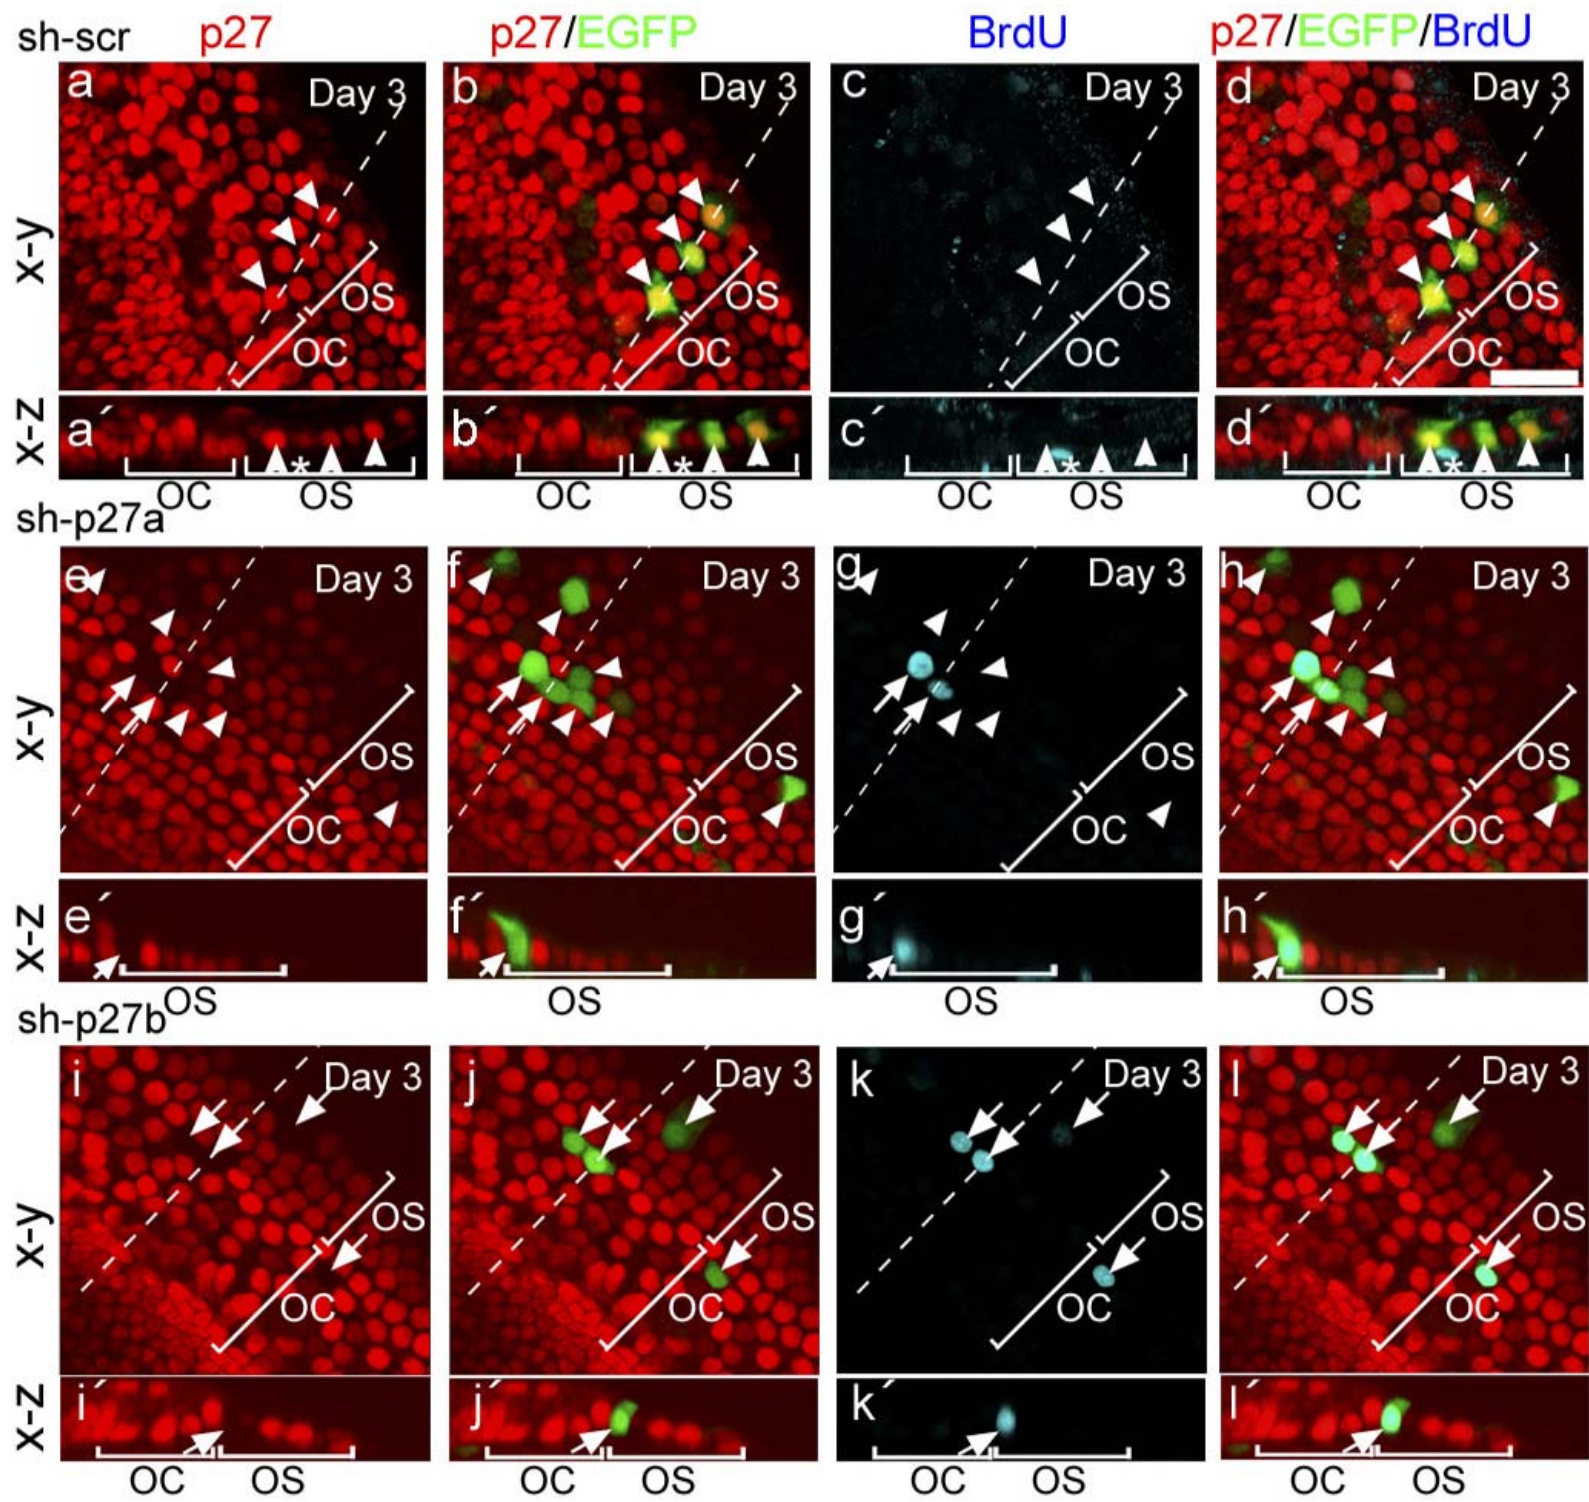 sh-scr p27 p27/EGFP BrdU p27/EGFP/BrdU
x-y
a Day 3 OS OC
b Day 3 OS OC
c Day 3 OS OC
d Day 3 OS OC
x-z
a´ * OC OS
b´ * OC OS
c´ * OC OS
d´ * OC OS
sh-p27a
x-y
e Day 3 OS OC
f Day 3 OS OC
g Day 3 OS OC
h Day 3 OS OC
x-z
e´ OS
f´ OS
g´ OS
h´ OS
sh-p27b
x-y
i Day 3 OS OC
j Day 3 OS OC
k Day 3 OS OC
l Day 3 OS OC
x-z
i´ OC OS
j´ OC OS
k´ OC OS
l´ OC OS